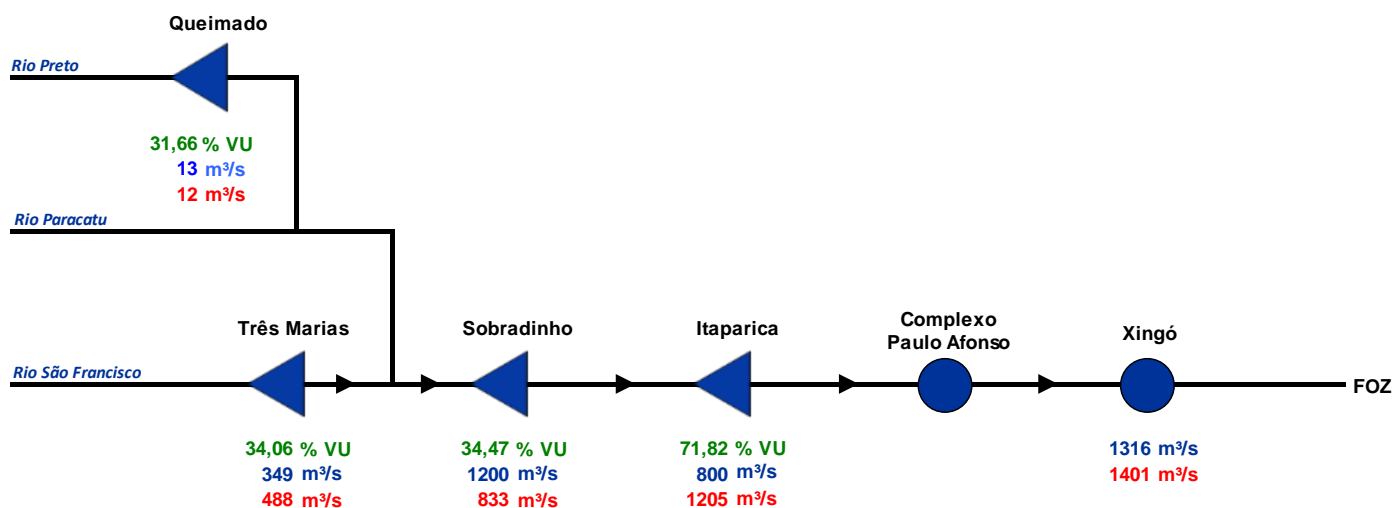 Queimado
Rio Preto
31,66 % VU
13 m³/s
12 m³/s
Rio Paracatu
Três Marias
Sobradinho
Itaparica
Complexo
Paulo Afonso
Xingó
Rio São Francisco
FOZ
34,06 % VU
349 m³/s
488 m³/s
34,47 % VU
1200 m³/s
833 m³/s
71,82 % VU
800 m³/s
1205 m³/s
1316 m³/s
1401 m³/s